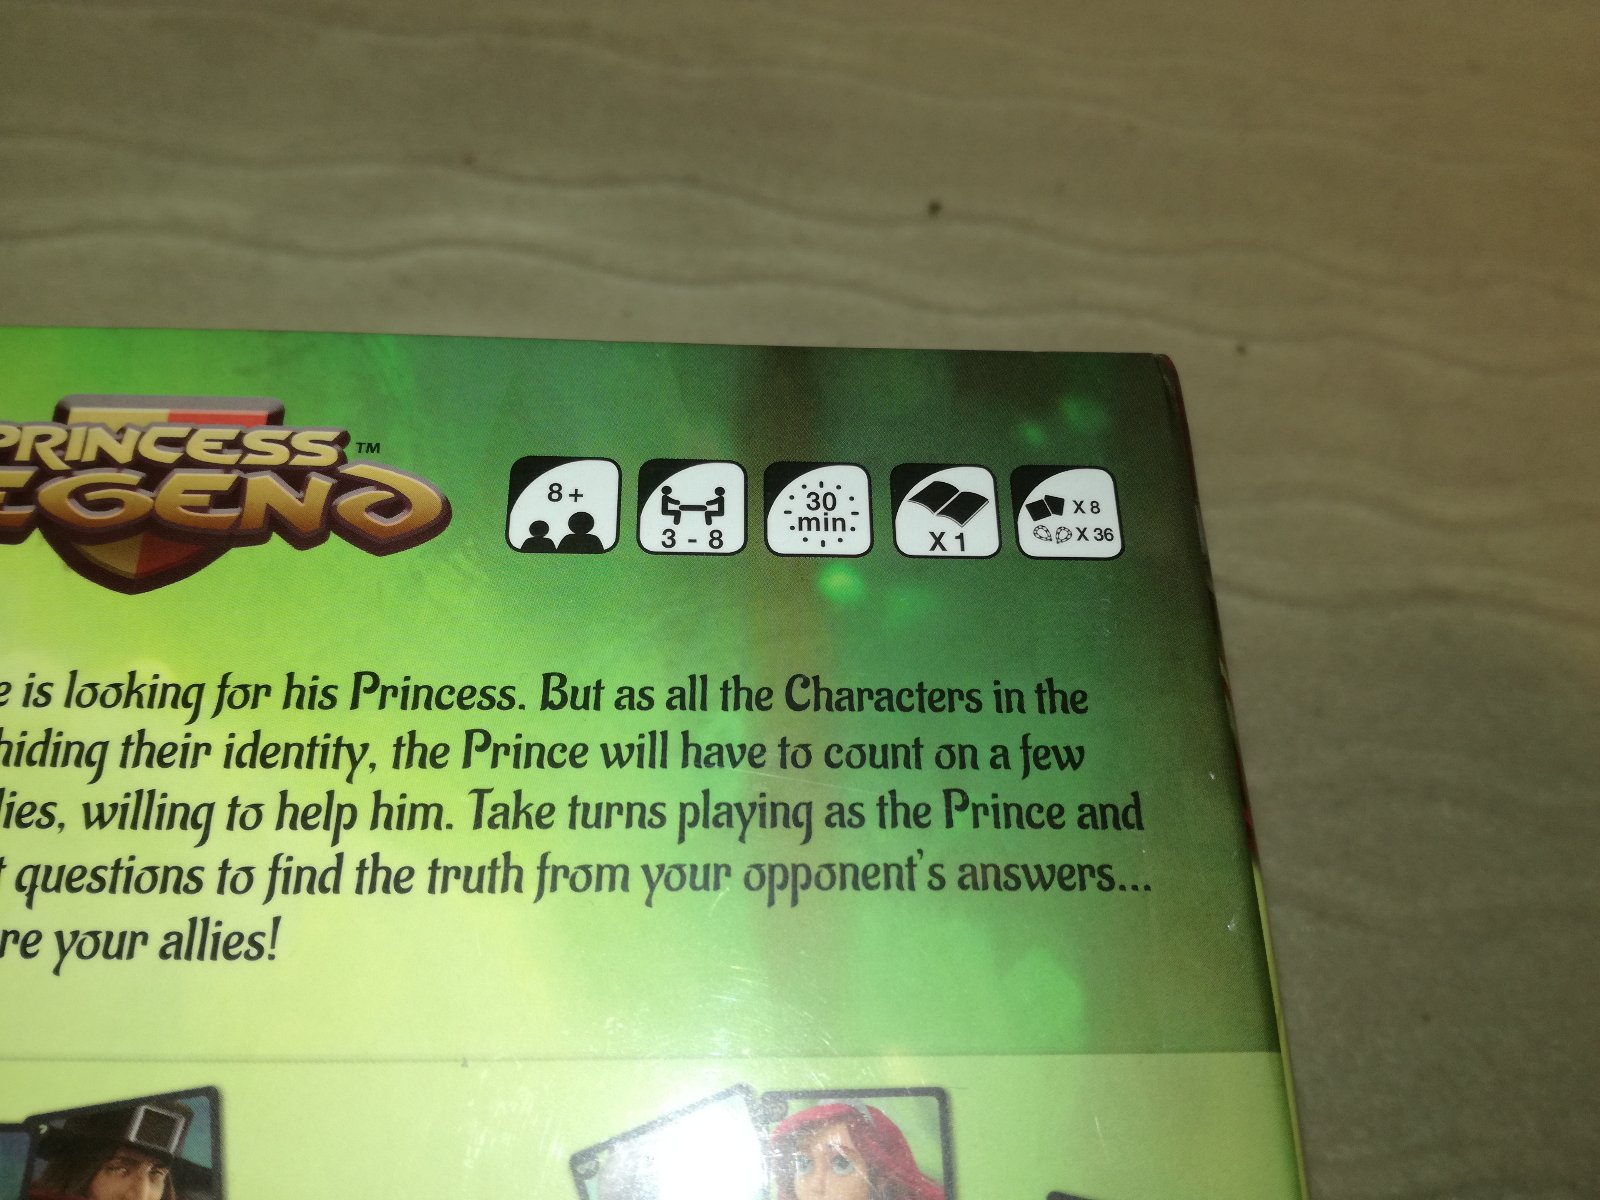 PRINCESS™
EGEND
8+
3 - 8
30
min.
X 1
X 8
X 36
is looking for his Princess. But as all the Characters in the
hiding their identity, the Prince will have to count on a few
willing to help him. Take turns playing as the Prince and
questions to find the truth from your opponent's answers...
your allies!